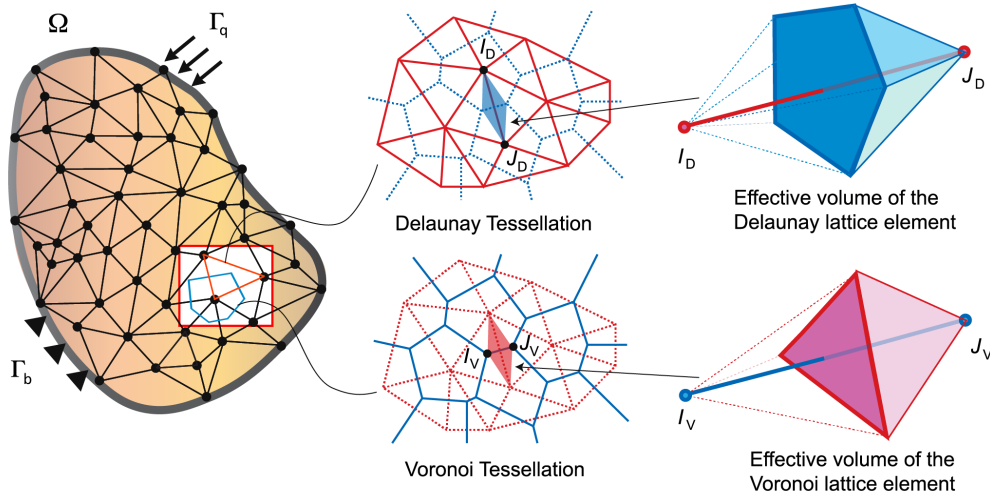 Ω
Γq
Γb
ID
JD
Delaunay Tessellation
ID
JD
Effective volume of the
Delaunay lattice element
IV
JV
Voronoi Tessellation
IV
JV
Effective volume of the
Voronoi lattice element